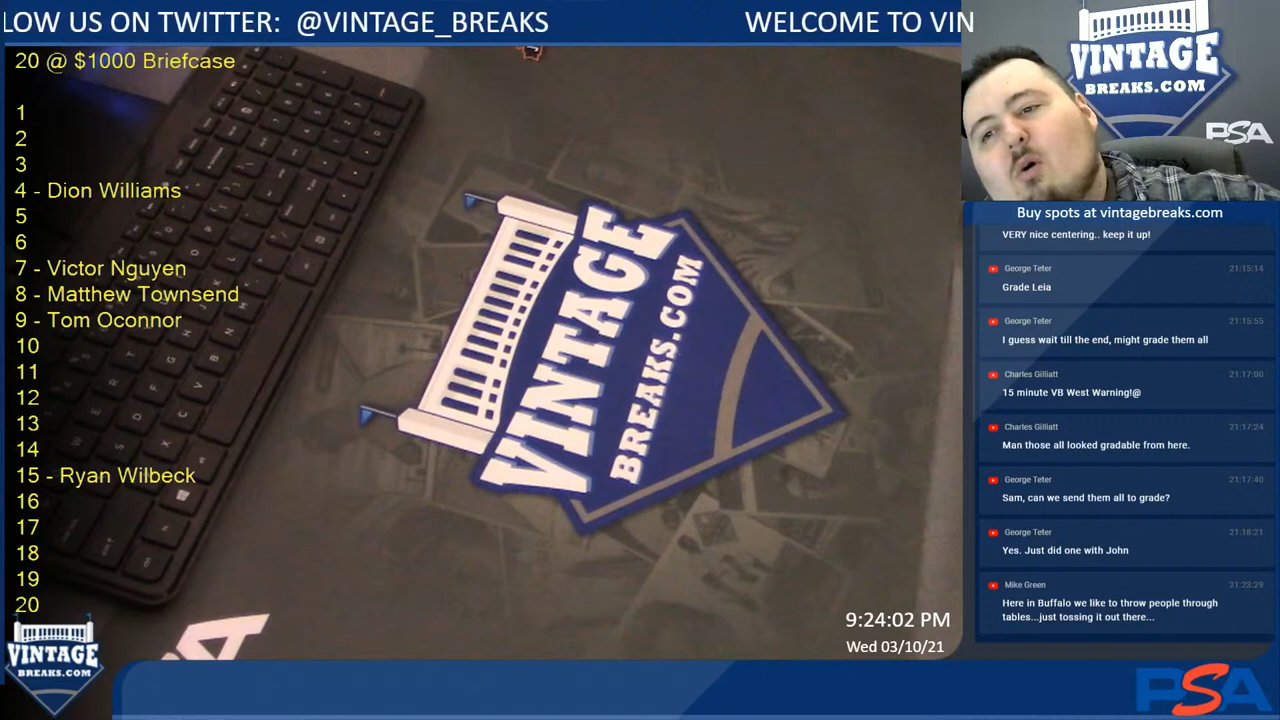 LOW US ON TWITTER: @VINTAGE_BREAKS
WELCOME TO VIN
20 @ $1000 Briefcase
1
2
3
4 - Dion Williams
5
6
7 - Victor Nguyen
8 - Matthew Townsend
9 - Tom Oconnor
10
11
12
13
14
15 - Ryan Wilbeck
16
17
18
19
20
VINTAGE
BREAKS.COM
VINTAGE
BREAKS.COM
9:24:02 PM
Wed 03/10/21
VINTAGE
BREAKS.COM
PSA
Buy spots at vintagebreaks.com
VERY nice centering.. keep it up!
George Teter 21:15:14
Grade Leia
George Teter 21:15:55
I guess wait till the end, might grade them all
Charles Gilliatt 21:17:00
15 minute VB West Warning!@
Charles Gilliatt 21:17:24
Man those all looked gradable from here.
George Teter 21:17:40
Sam, can we send them all to grade?
George Teter 21:18:21
Yes. Just did one with John
Mike Green 21:23:29
Here in Buffalo we like to throw people through
tables...just tossing it out there...
PSA